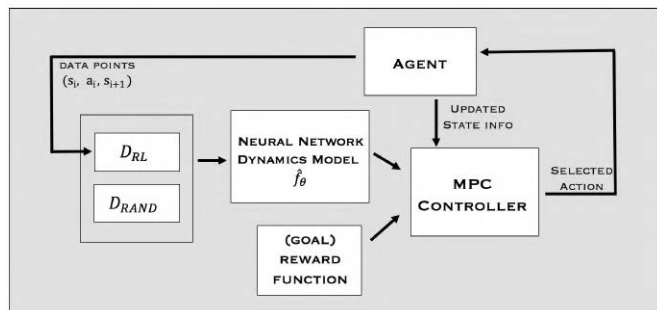 AGENT
DATA POINTS
(sᵢ, aᵢ, sᵢ₊₁)
UPDATED
STATE INFO
D_RL
D_RAND
NEURAL NETWORK
DYNAMICS MODEL
f̂_θ
MPC
CONTROLLER
SELECTED
ACTION
(GOAL)
REWARD
FUNCTION